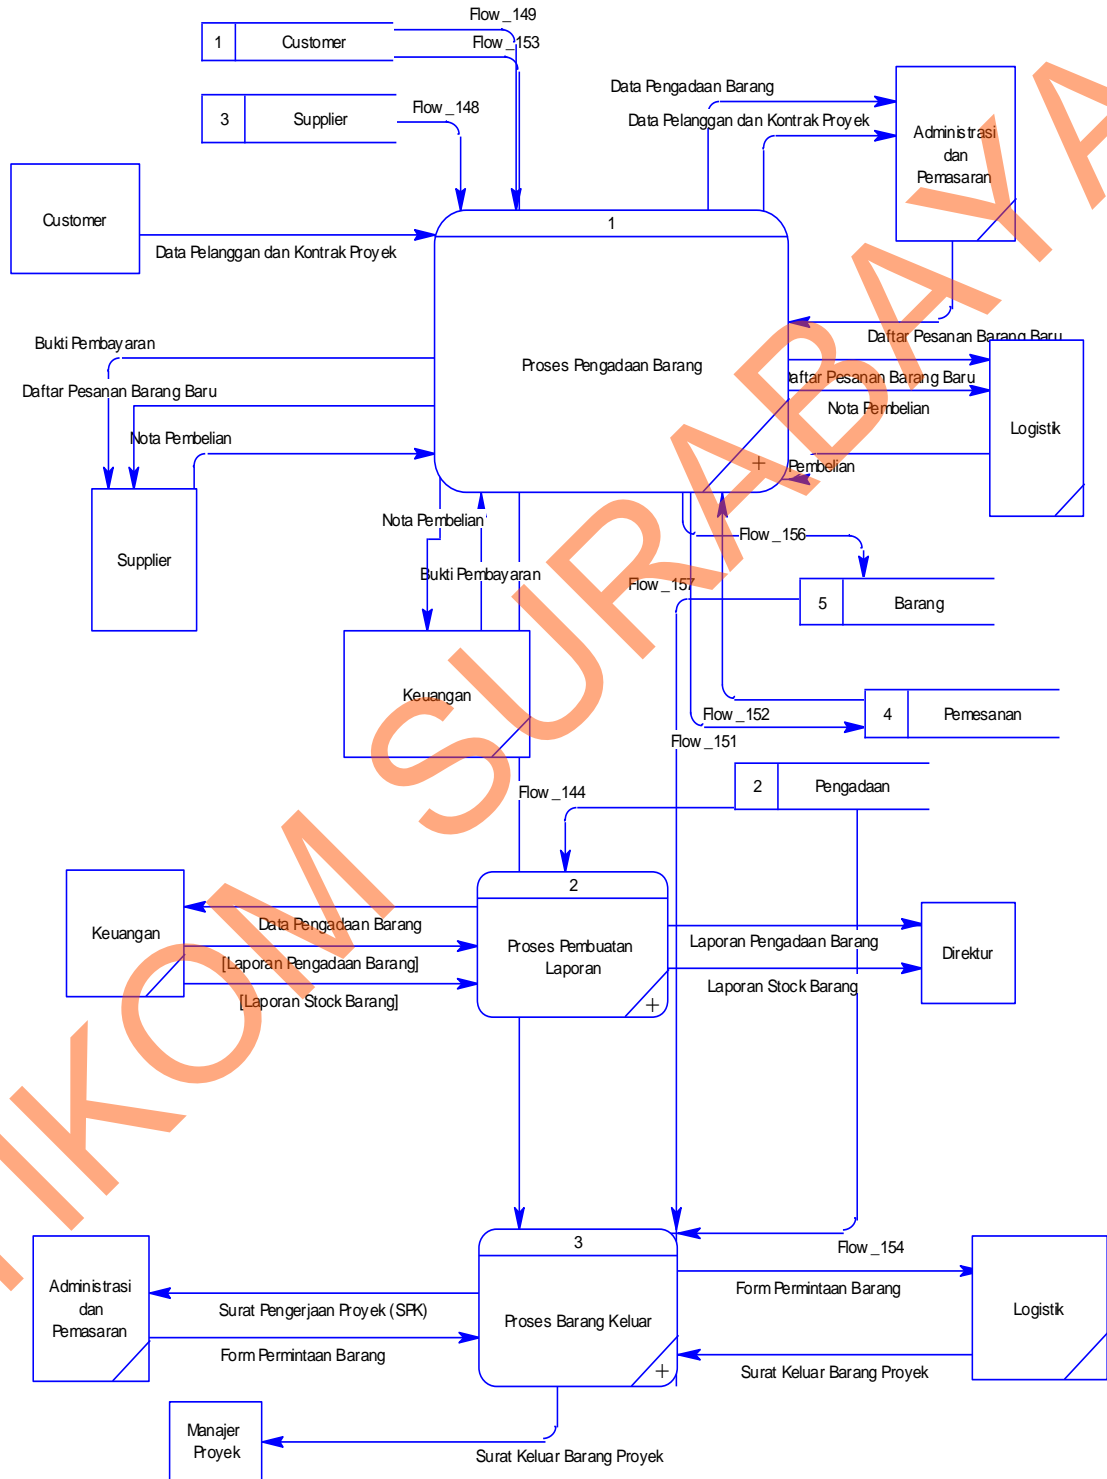 Flow_149
1
Customer
Flow_153
Data Pengadaan Barang
3
Supplier
Flow_148
Data Pelanggan dan Kontrak Proyek
Administrasi
dan
Pemasaran
Customer
1
Data Pelanggan dan Kontrak Proyek
Bukti Pembayaran
Daftar Pesanan Barang Baru
Proses Pengadaan Barang
Daftar Pesanan Barang Baru
Daftar Pesanan Barang Baru
Nota Pembelian
Logistik
Nota Pembelian
Pembelian
+
Nota Pembelian
Flow_156
Supplier
Bukti Pembayaran
Flow_157
5
Barang
Keuangan
Flow_152
4
Pemesanan
Flow_151
2
Pengadaan
Flow_144
2
Keuangan
Data Pengadaan Barang
Proses Pembuatan
Laporan
Laporan Pengadaan Barang
Direktur
[Laporan Pengadaan Barang]
Laporan Stock Barang
[Laporan Stock Barang]
+
3
Flow_154
Administrasi
dan
Pemasaran
Form Permintaan Barang
Surat Pengerjaan Proyek (SPK)
Proses Barang Keluar
Logistik
Form Permintaan Barang
Surat Keluar Barang Proyek
+
Manajer
Proyek
Surat Keluar Barang Proyek
IKOM SURABAYA